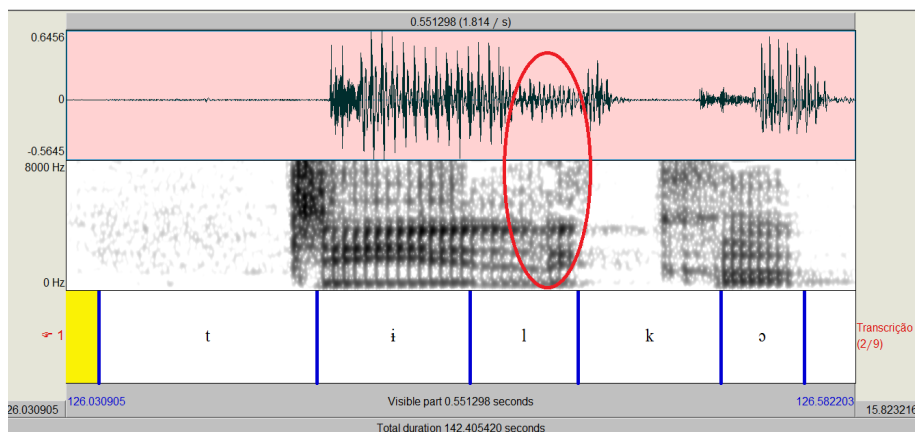 0.551298 (1.814 / s)
0.6456
0
-0.5645
8000 Hz
0 Hz
1
t ɨ l k ɔ
Transcrição
(2/9)
126.030905
126.582203
26.030905 Visible part 0.551298 seconds 15.823216
Total duration 142.405420 seconds